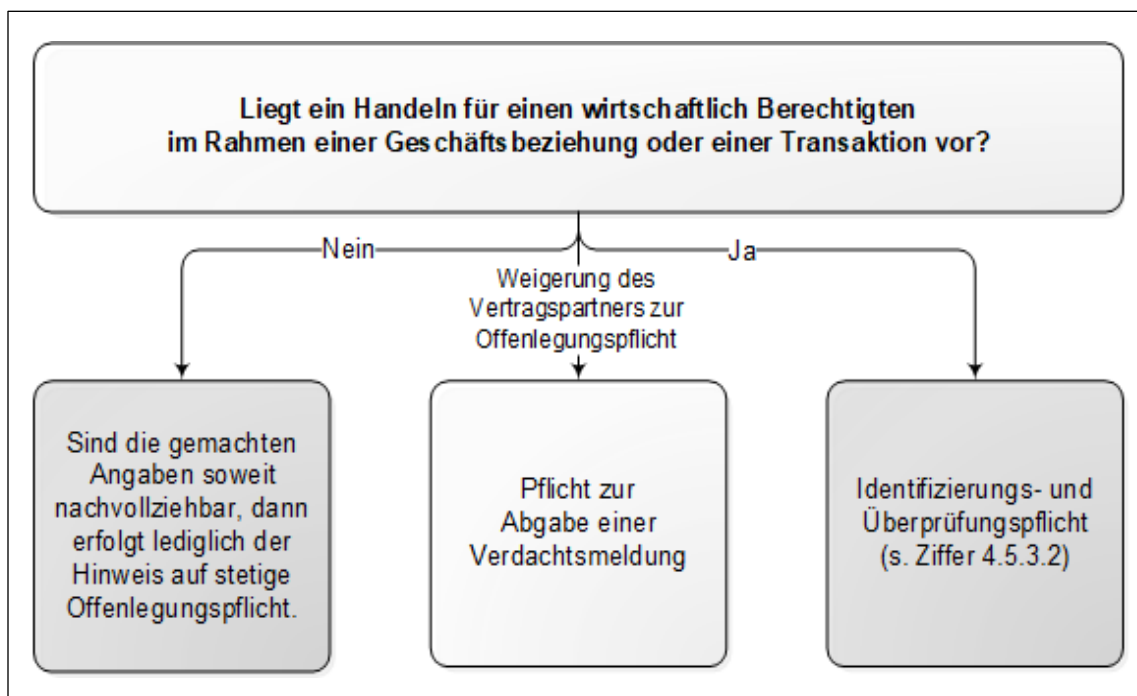 Liegt ein Handeln für einen wirtschaftlich Berechtigten
im Rahmen einer Geschäftsbeziehung oder einer Transaktion vor?
Nein
Ja
Weigerung des
Vertragspartners zur
Offenlegungspflicht
Sind die gemachten
Angaben soweit
nachvollziehbar, dann
erfolgt lediglich der
Hinweis auf stetige
Offenlegungspflicht.
Pflicht zur
Abgabe einer
Verdachtsmeldung
Identifizierungs- und
Überprüfungspflicht
(s. Ziffer 4.5.3.2)